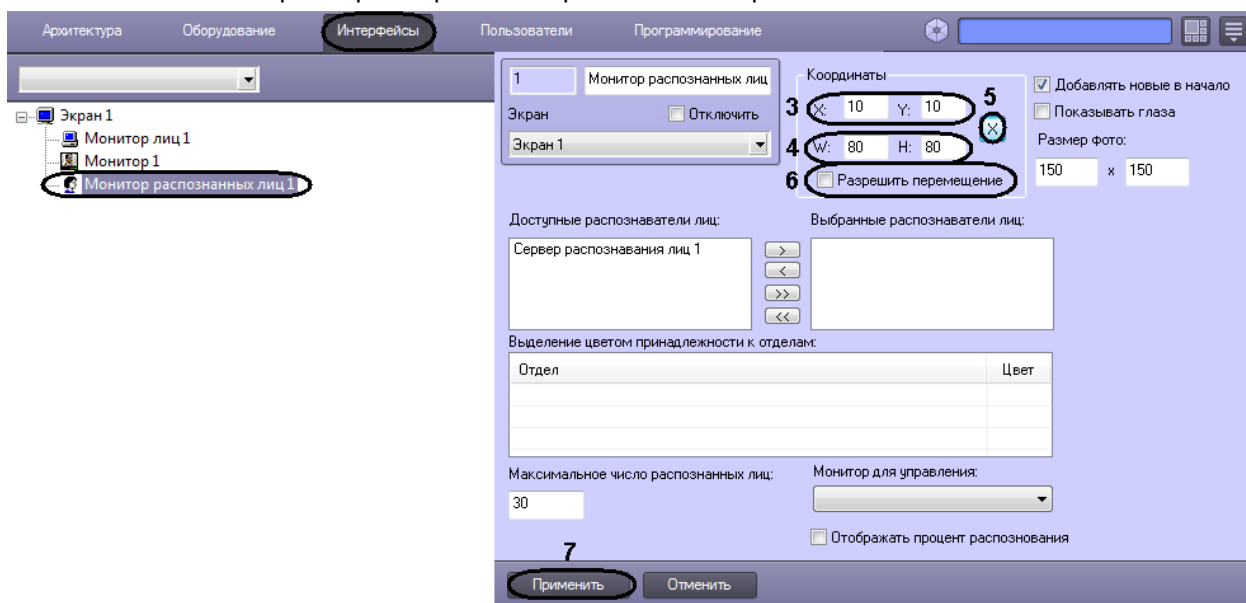 Архитектура Оборудование Интерфейсы Пользователи Программирование
Экран 1
Монитор лиц 1
Монитор 1
Монитор распознанных лиц 1
1 Монитор распознанных лиц
Экран Отключить
Экран 1
Координаты
3 X: 10 Y: 10 5
X
4 W: 80 H: 80
6 Разрешить перемещение
Добавлять новые в начало
Показывать глаза
Размер фото:
150 x 150
Доступные распознаватели лиц: Выбранные распознаватели лиц:
Сервер распознавания лиц 1
>
<
>>
<<
Выделение цветом принадлежности к отделам:
Отдел Цвет
Максимальное число распознанных лиц: Монитор для управления:
30
Отображать процент распознования
7
Применить Отменить